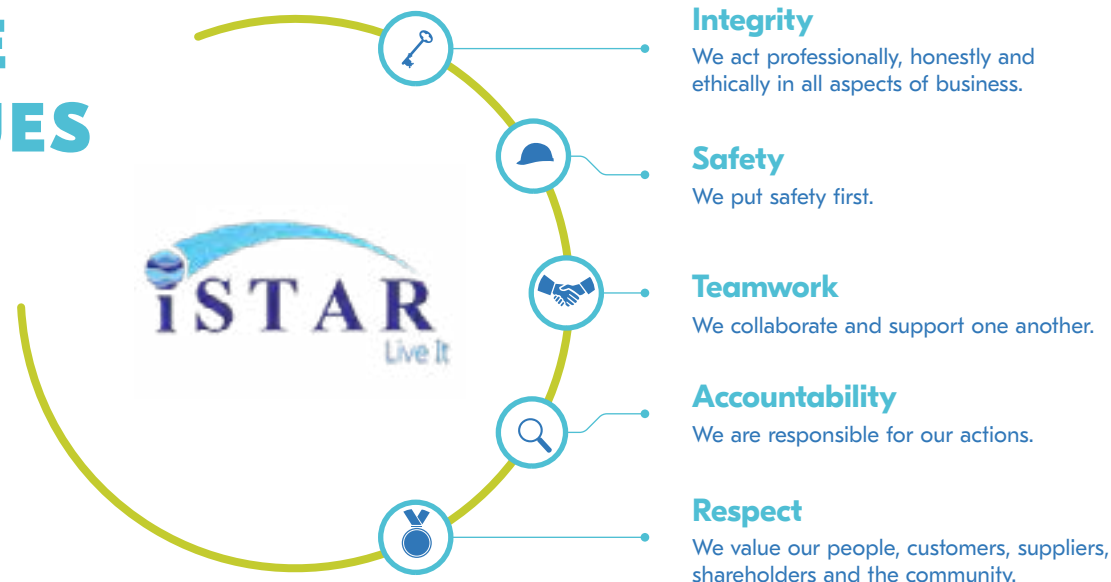 E
UES
iSTAR
Live It
Integrity
We act professionally, honestly and
ethically in all aspects of business.
Safety
We put safety first.
Teamwork
We collaborate and support one another.
Accountability
We are responsible for our actions.
Respect
We value our people, customers, suppliers,
shareholders and the community.